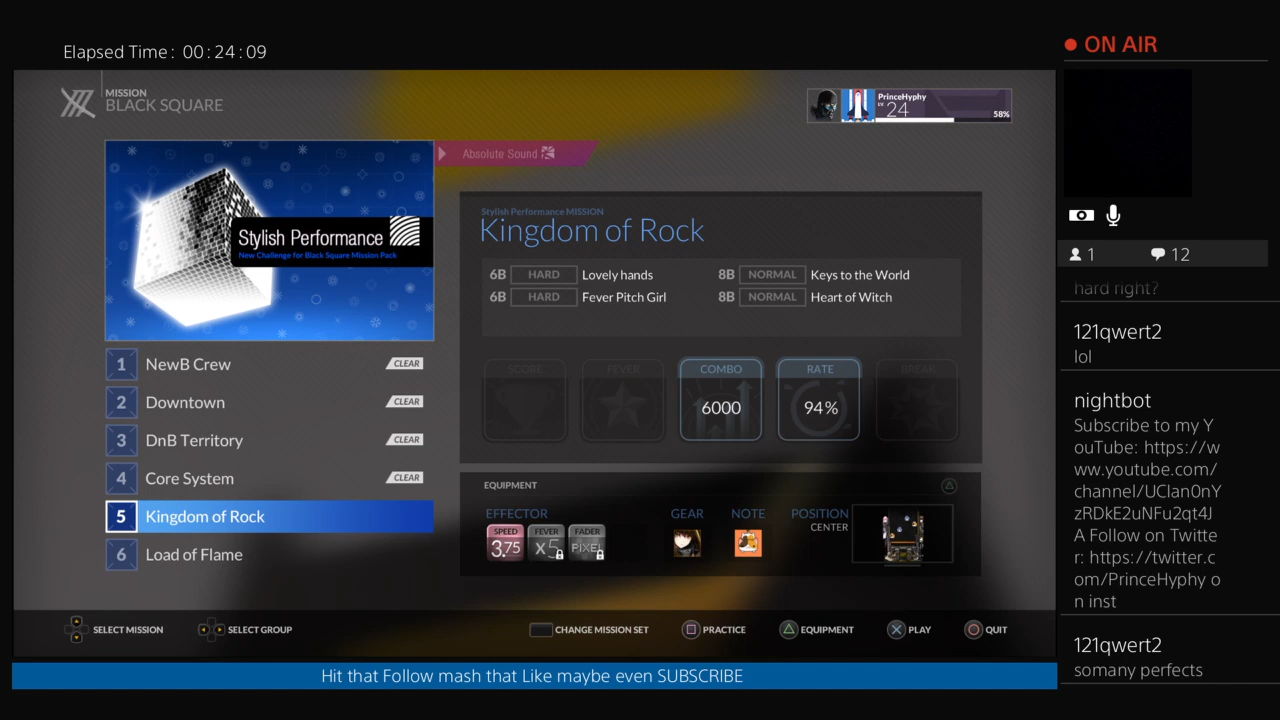 Elapsed Time: 00:24:09
ON AIR
MISSION
BLACK SQUARE
PrinceHyphy
LV. 24
58%
Absolute Sound
Stylish Performance
New Challenge for Black Square Mission Pack
Stylish Performance MISSION
Kingdom of Rock
6B HARD Lovely hands
8B NORMAL Keys to the World
6B HARD Fever Pitch Girl
8B NORMAL Heart of Witch
SCORE
FEVER
COMBO
6000
RATE
94%
BREAK
1 NewB Crew CLEAR
2 Downtown CLEAR
3 DnB Territory CLEAR
4 Core System CLEAR
5 Kingdom of Rock
6 Load of Flame
EQUIPMENT
EFFECTOR
SPEED
3.75
FEVER
X5
FADER
PIXEL
GEAR
NOTE
POSITION
CENTER
SELECT MISSION
SELECT GROUP
CHANGE MISSION SET
PRACTICE
EQUIPMENT
PLAY
QUIT
Hit that Follow mash that Like maybe even SUBSCRIBE
1
12
hard right?
121qwert2
lol
nightbot
Subscribe to my Y
ouTube: https://w
ww.youtube.com/
channel/UClan0nY
zRDkE2uNFu2qt4J
A Follow on Twitte
r: https://twitter.c
om/PrinceHyphy o
n inst
121qwert2
somany perfects